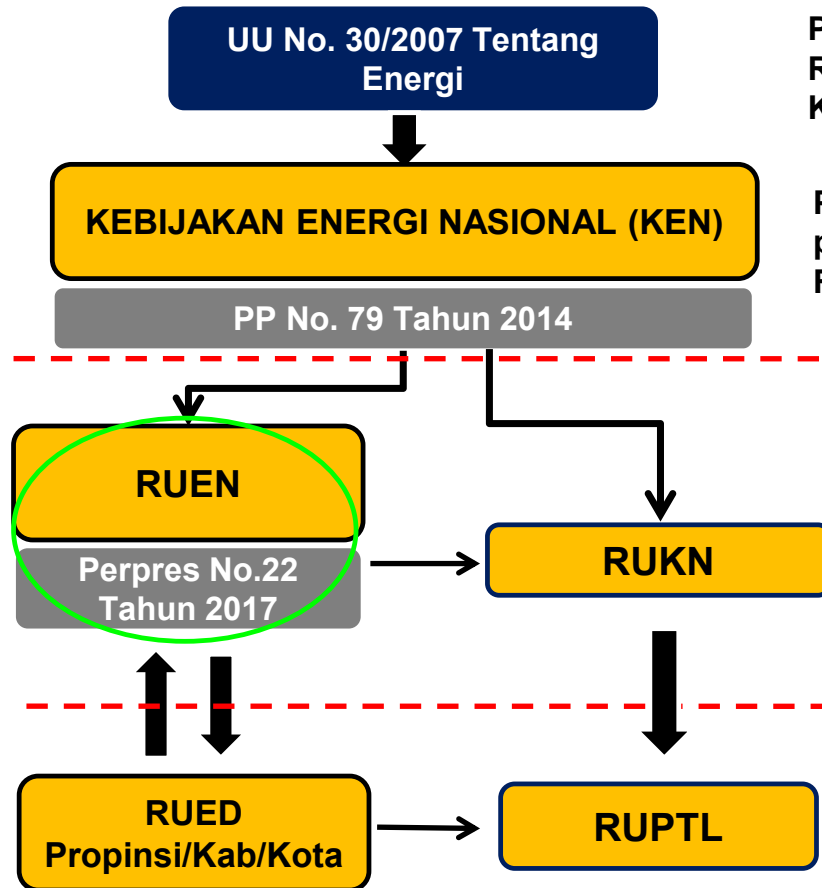 UU No. 30/2007 Tentang
Energi
KEBIJAKAN ENERGI NASIONAL (KEN)
PP No. 79 Tahun 2014
RUEN
Perpres No.22
Tahun 2017
RUKN
RUED
Propinsi/Kab/Kota
RUPTL